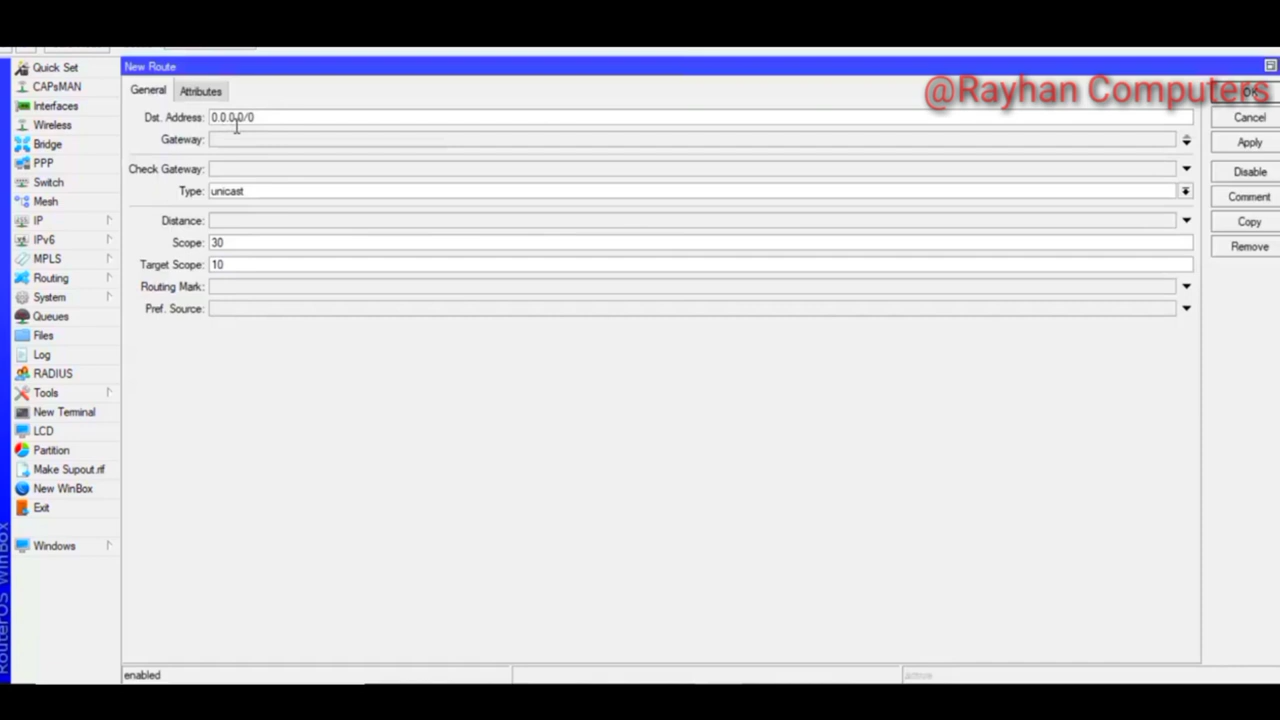 New Route
@Rayhan Computers
Quick Set
CAPsMAN
Interfaces
Wireless
Bridge
PPP
Switch
Mesh
IP
IPv6
MPLS
Routing
System
Queues
Files
Log
RADIUS
Tools
New Terminal
LCD
Partition
Make Supout.rif
New WinBox
Exit
Windows
RouterOS WinBox
General
Attributes
Dst. Address: 0.0.0.0/0
Gateway:
Check Gateway:
Type: unicast
Distance:
Scope: 30
Target Scope: 10
Routing Mark:
Pref. Source:
OK
Cancel
Apply
Disable
Comment
Copy
Remove
enabled
active